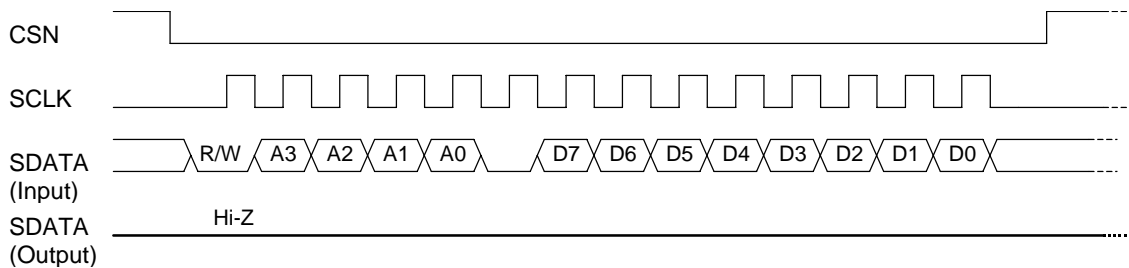 CSN
SCLK
SDATA
(Input)
R/W A3 A2 A1 A0 D7 D6 D5 D4 D3 D2 D1 D0
Hi-Z
SDATA
(Output)